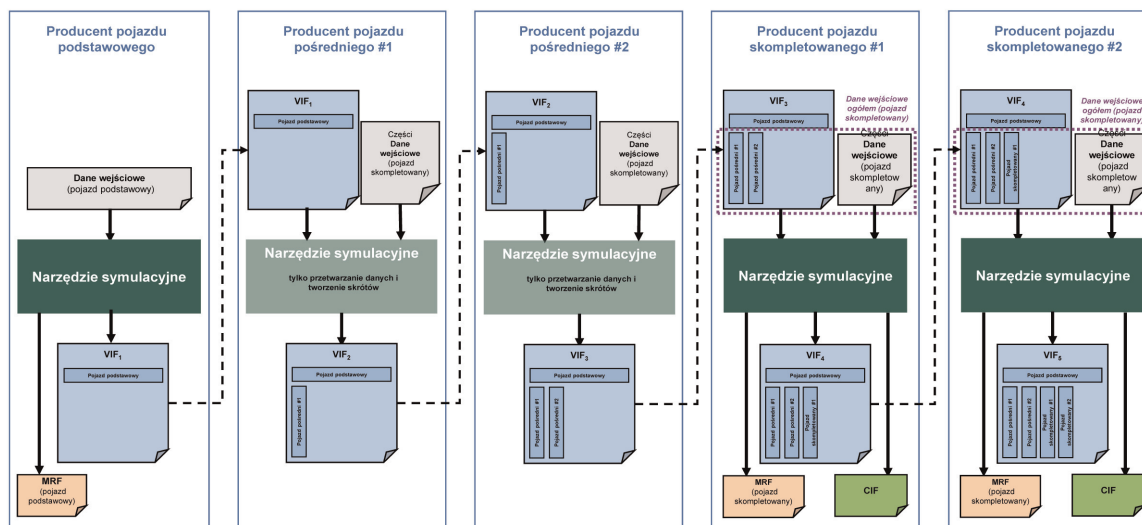 Producent pojazdu
podstawowego
Dane wejściowe
(pojazd podstawowy)
Narzędzie symulacyjne
VIF1
Pojazd podstawowy
MRF
(pojazd
podstawowy)
Producent pojazdu
pośredniego #1
VIF1
Pojazd podstawowy
Części
Dane
wejściowe
(pojazd
skompletowany)
Narzędzie symulacyjne
tylko przetwarzanie danych i
tworzenie skrótów
VIF2
Pojazd podstawowy
Pojazd pośredni #1
Producent pojazdu
pośredniego #2
VIF2
Pojazd podstawowy
Pojazd pośredni #1
Części
Dane
wejściowe
(pojazd
skompletowany)
Narzędzie symulacyjne
tylko przetwarzanie danych i
tworzenie skrótów
VIF3
Pojazd podstawowy
Pojazd pośredni #1
Pojazd pośredni #2
Producent pojazdu
skompletowanego #1
VIF3
Pojazd podstawowy
Pojazd pośredni #1
Pojazd pośredni #2
Dane wejściowe
ogółem (pojazd
skompletowany)
Części
Dane
wejściowe
(pojazd
skompletow
any)
Narzędzie symulacyjne
VIF4
Pojazd podstawowy
Pojazd pośredni #1
Pojazd pośredni #2
Pojazd
skompletowany #1
MRF
(pojazd
skompletowany)
CIF
Producent pojazdu
skompletowanego #2
VIF4
Pojazd podstawowy
Pojazd pośredni #1
Pojazd pośredni #2
Pojazd
skompletowany #1
Dane wejściowe
ogółem (pojazd
skompletowany)
Części
Dane
wejściowe
(pojazd
skompletow
any)
Narzędzie symulacyjne
VIF5
Pojazd podstawowy
Pojazd pośredni #1
Pojazd pośredni #2
Pojazd
skompletowany #1
Pojazd
skompletowany #2
MRF
(pojazd
skompletowany)
CIF